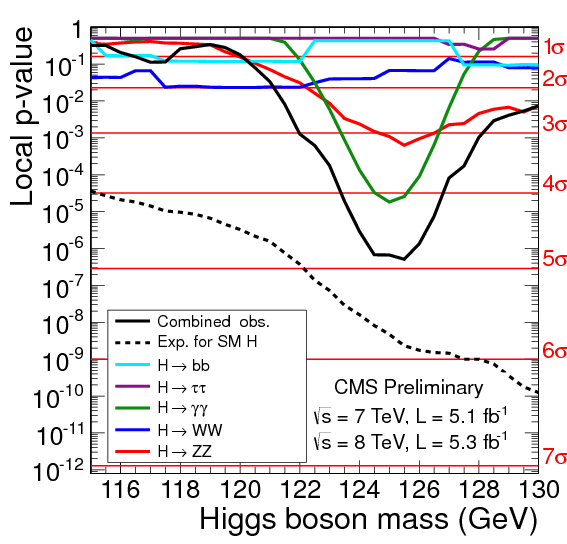 Local p-value
1
10⁻¹
10⁻²
10⁻³
10⁻⁴
10⁻⁵
10⁻⁶
10⁻⁷
10⁻⁸
10⁻⁹
10⁻¹⁰
10⁻¹¹
10⁻¹²
1σ
2σ
3σ
4σ
5σ
6σ
7σ
Combined obs.
Exp. for SM H
H→bb
H→ττ
H→γγ
H→WW
H→ZZ
CMS Preliminary
√s = 7 TeV, L = 5.1 fb⁻¹
√s = 8 TeV, L = 5.3 fb⁻¹
116 118 120 122 124 126 128 130
Higgs boson mass (GeV)